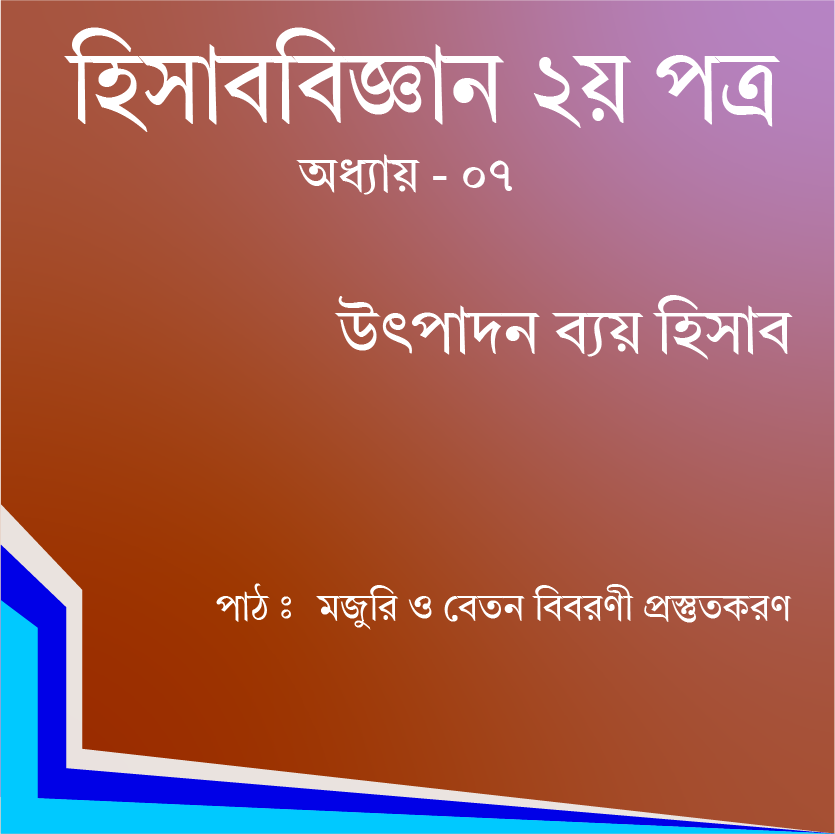 হিসাববিজ্ঞান ২য় পত্র
অধ্যায় - ০৭
উৎপাদন ব্যয় হিসাব
পাঠ ঃ মজুরি ও বেতন বিবরণী প্রস্তুতকরণ